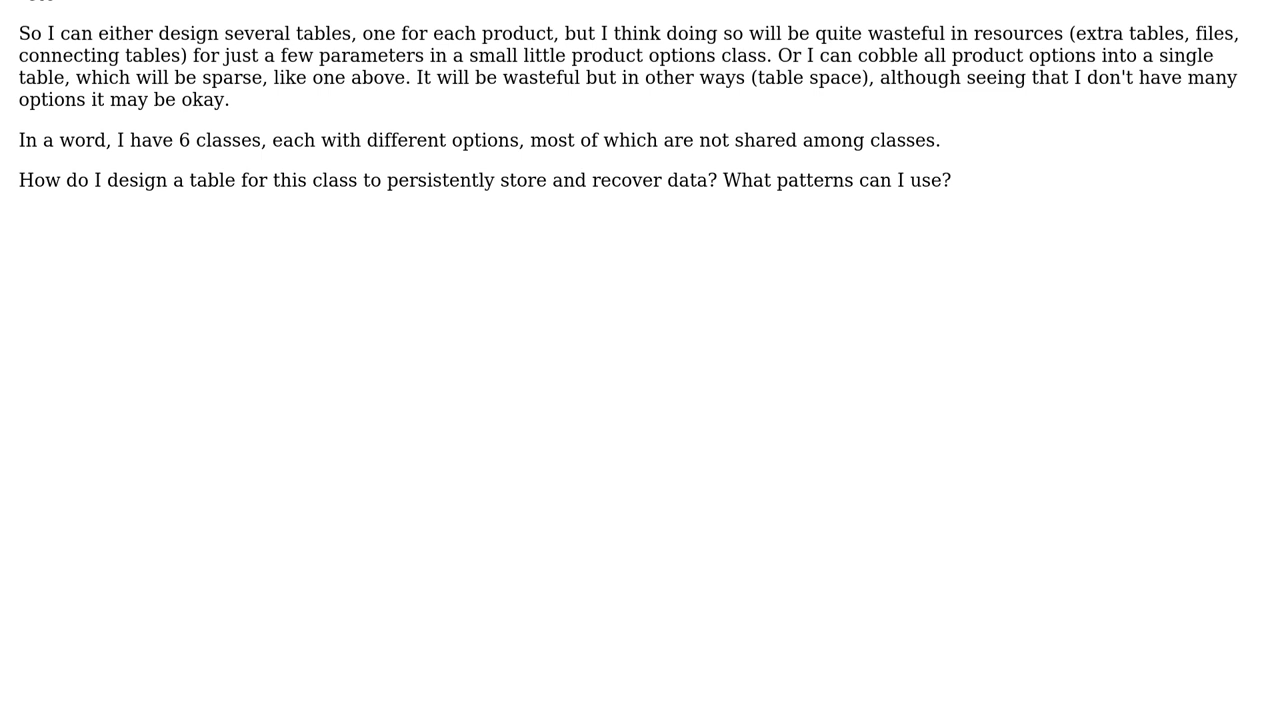 So I can either design several tables, one for each product, but I think doing so will be quite wasteful in resources (extra tables, files,
connecting tables) for just a few parameters in a small little product options class. Or I can cobble all product options into a single
table, which will be sparse, like one above. It will be wasteful but in other ways (table space), although seeing that I don't have many
options it may be okay.
In a word, I have 6 classes, each with different options, most of which are not shared among classes.
How do I design a table for this class to persistently store and recover data? What patterns can I use?